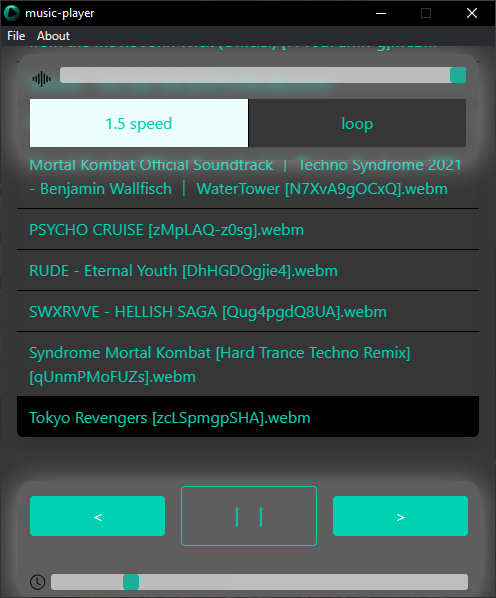 music-player
File About
1.5 speed
loop
Mortal Kombat Official Soundtrack | Techno Syndrome 2021
- Benjamin Wallfisch | WaterTower [N7XvA9gOCxQ].webm
PSYCHO CRUISE [zMpLAQ-z0sg].webm
RUDE - Eternal Youth [DhHGDOgjie4].webm
SWXRVVE - HELLISH SAGA [Qug4pgdQ8UA].webm
Syndrome Mortal Kombat [Hard Trance Techno Remix]
[qUnmPMoFUZs].webm
Tokyo Revengers [zcLSpmgpSHA].webm
< | | >